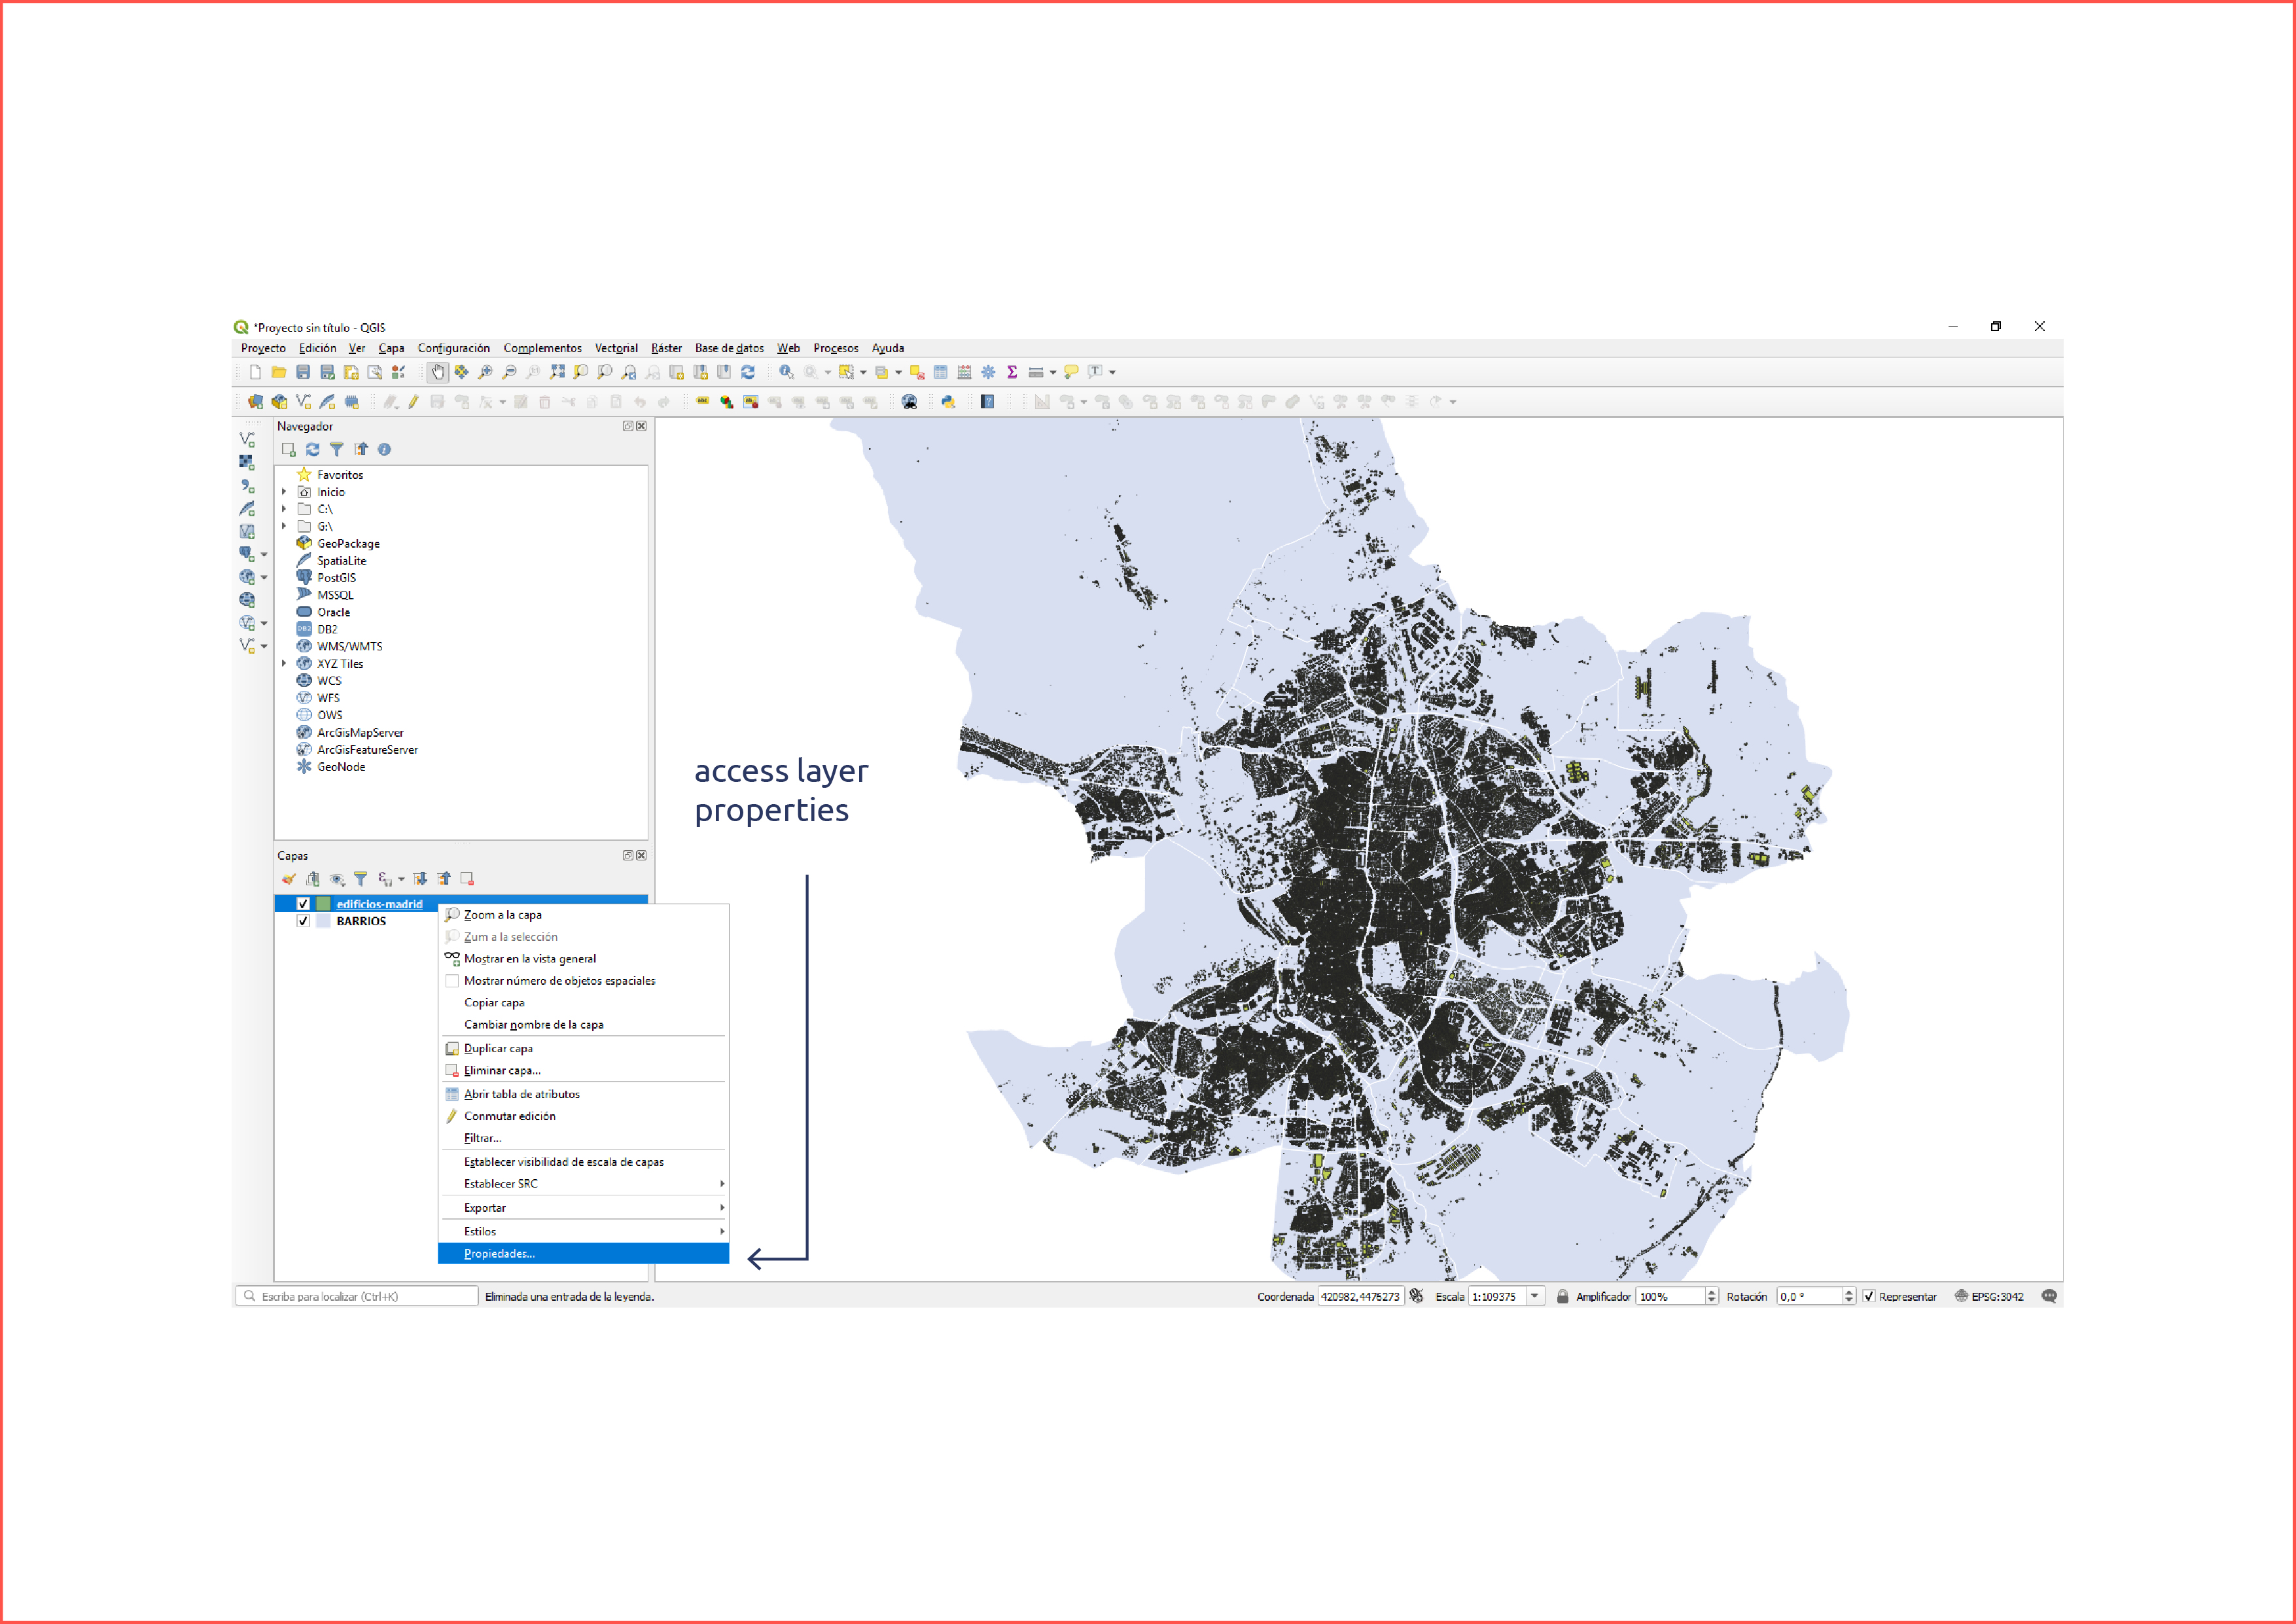 *Proyecto sin título - QGIS
Proyecto Edición Ver Capa Configuración Complementos Vectorial Ráster Base de datos Web Procesos Ayuda
Navegador
Favoritos
Inicio
C:\
G:\
GeoPackage
SpatiaLite
PostGIS
MSSQL
Oracle
DB2
WMS/WMTS
XYZ Tiles
WCS
WFS
OWS
ArcGisMapServer
ArcGisFeatureServer
GeoNode
access layer
properties
Capas
edificios-madrid
BARRIOS
Zoom a la capa
Zum a la selección
Mostrar en la vista general
Mostrar número de objetos espaciales
Copiar capa
Cambiar nombre de la capa
Duplicar capa
Eliminar capa...
Abrir tabla de atributos
Conmutar edición
Filtrar...
Establecer visibilidad de escala de capas
Establecer SRC
Exportar
Estilos
Propiedades...
Escriba para localizar (Ctrl+K) Eliminada una entrada de la leyenda. Coordenada 420982,4476273 Escala 1:109375 Amplificador 100% Rotación 0,0 ° Representar EPSG:3042